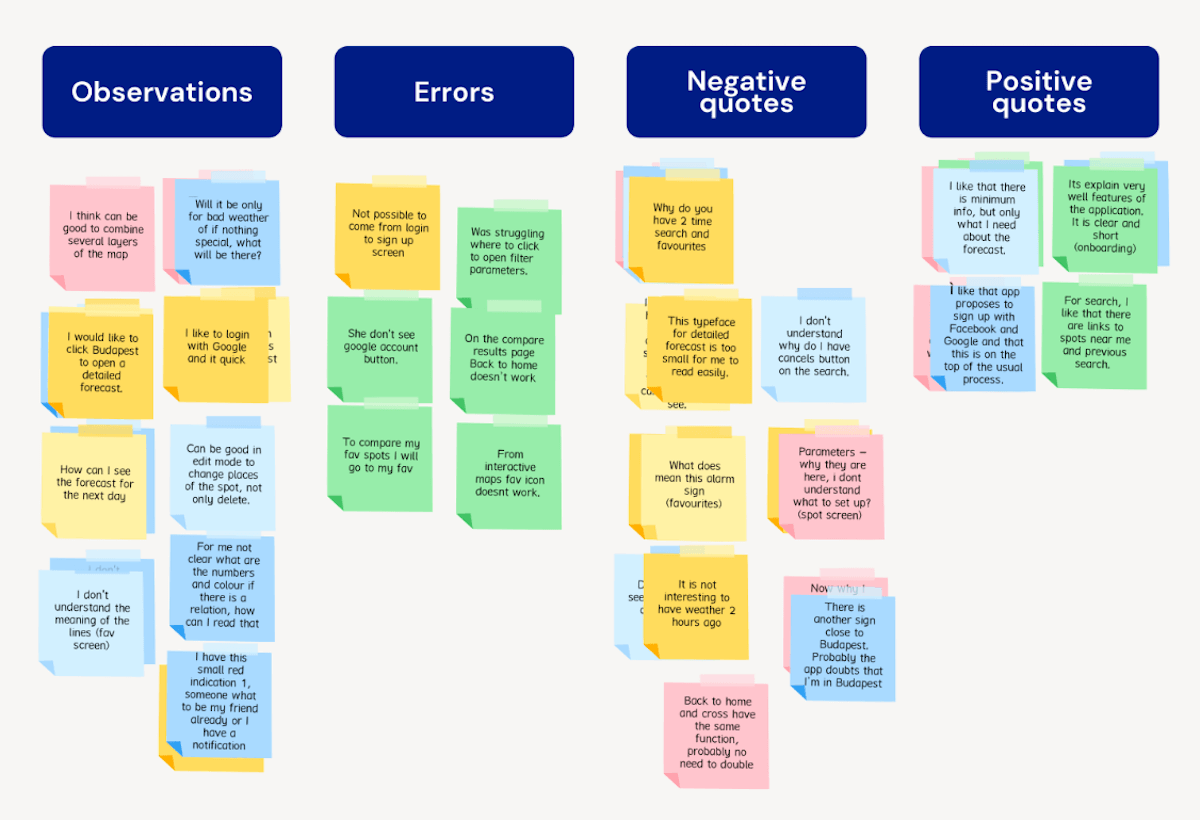 Observations
I think can be
good to combine
several layers
of the map
Will it be only
for bad weather
of if nothing
special, what
will be there?
I would like to
click Budapest
to open a
detailed
forecast.
I like to login
with Google
and it quick
st
How can I see
the forecast for
the next day
Can be good in
edit mode to
change places
of the spot, not
only delete.
I don't
I don't
understand the
meaning of the
lines (fav
screen)
For me not
clear what are
the numbers
and colour if
there is a
relation, how
can I read that
I have this
small red
indication 1,
someone what
to be my friend
already or I
have a
notification
Errors
Not possible to
come from login
to sign up
screen
Was struggling
where to click
to open filter
parameters.
She don't see
google account
button.
On the compare
results page
Back to home
doesn't work
To compare my
fav spots I will
go to my fav
From
interactive
maps fav icon
doesnt work.
Negative
quotes
Why do you
have 2 time
search and
favourites
This typeface
for detailed
forecast is too
small for me to
read easily.
see.
I don't
understand
why do I have
cancels button
on the search.
What does
mean this alarm
sign
(favourites)
Parameters –
why they are
here, i dont
understand
what to set up?
(spot screen)
It is not
interesting to
have weather 2
hours ago
Now why I
There is
another sign
close to
Budapest.
Probably the
app doubts that
I'm in Budapest
Back to home
and cross have
the same
function,
probably no
need to double
Positive
quotes
I like that there
is minimum
info, but only
what I need
about the
forecast.
Its explain very
well features of
the application.
It is clear and
short
(onboarding)
I like that app
proposes to
sign up with
Facebook and
Google and that
this is on the
top of the usual
process.
For search, I
like that there
are links to
spots near me
and previous
search.